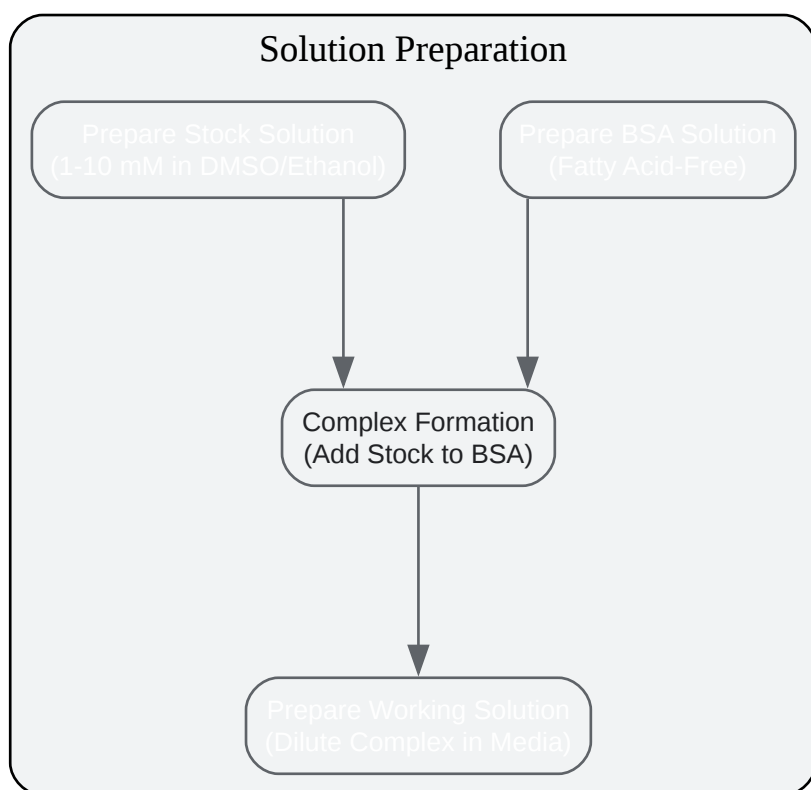 Solution Preparation
Prepare Stock Solution
(1-10 mM in DMSO/Ethanol)
Prepare BSA Solution
(Fatty Acid-Free)
Complex Formation
(Add Stock to BSA)
Prepare Working Solution
(Dilute Complex in Media)